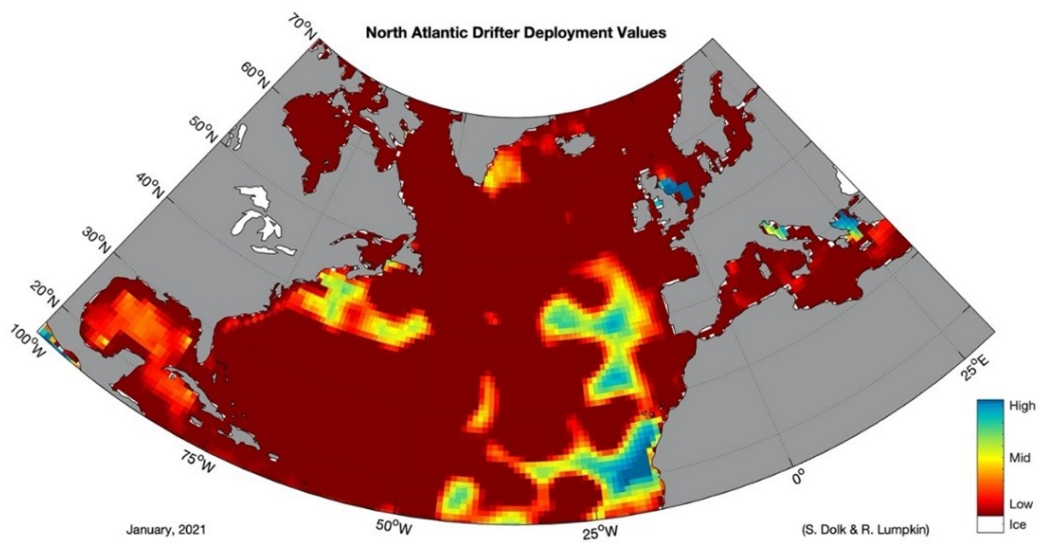 North Atlantic Drifter Deployment Values
70°N
60°N
50°N
40°N
30°N
20°N
100°W
75°W
50°W
25°W
0°
25°E
High
Mid
Low
Ice
January, 2021
(S. Dolk & R. Lumpkin)